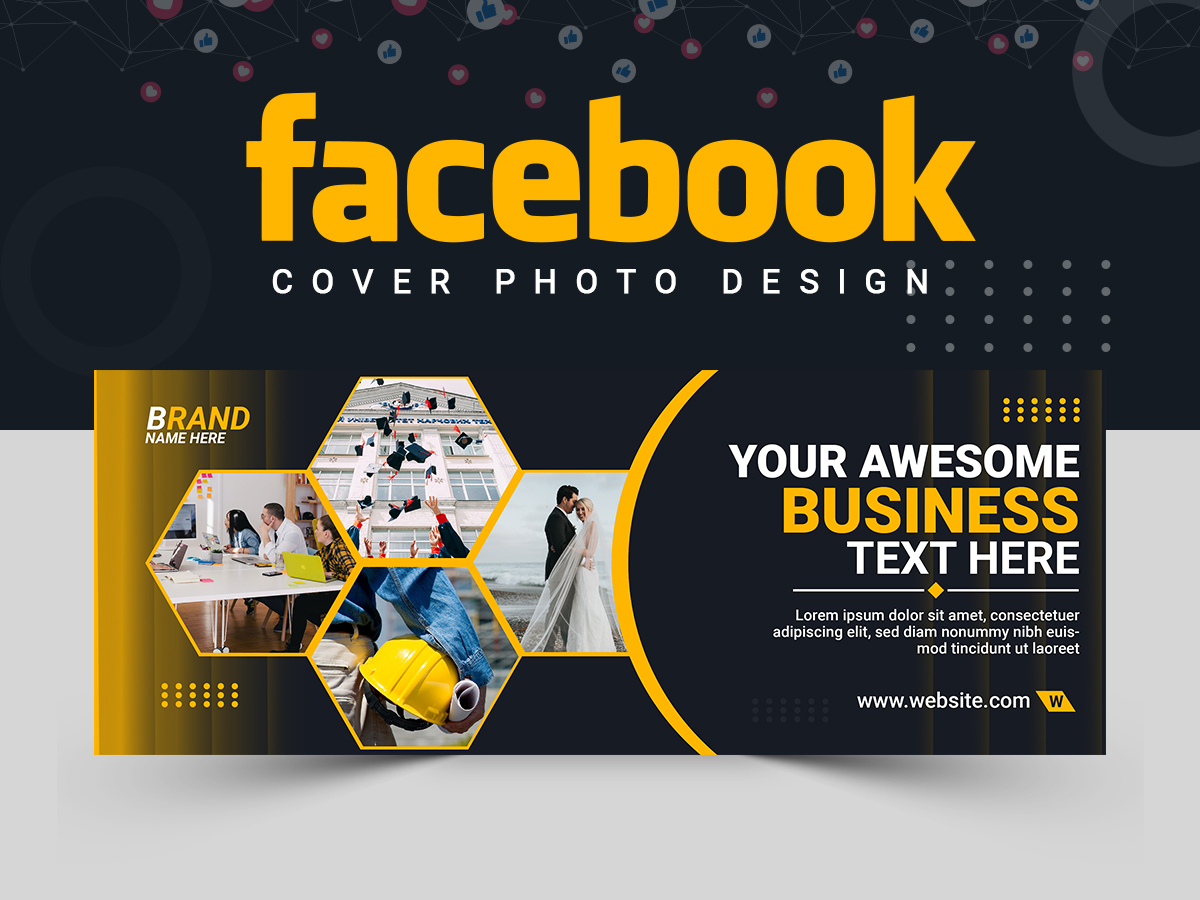 facebook
COVER PHOTO DESIGN
BRAND
NAME HERE
YOUR AWESOME
BUSINESS
TEXT HERE
Lorem ipsum dolor sit amet, consectetuer
adipiscing elit, sed diam nonummy nibh euis-
mod tincidunt ut laoreet
www.website.com
W